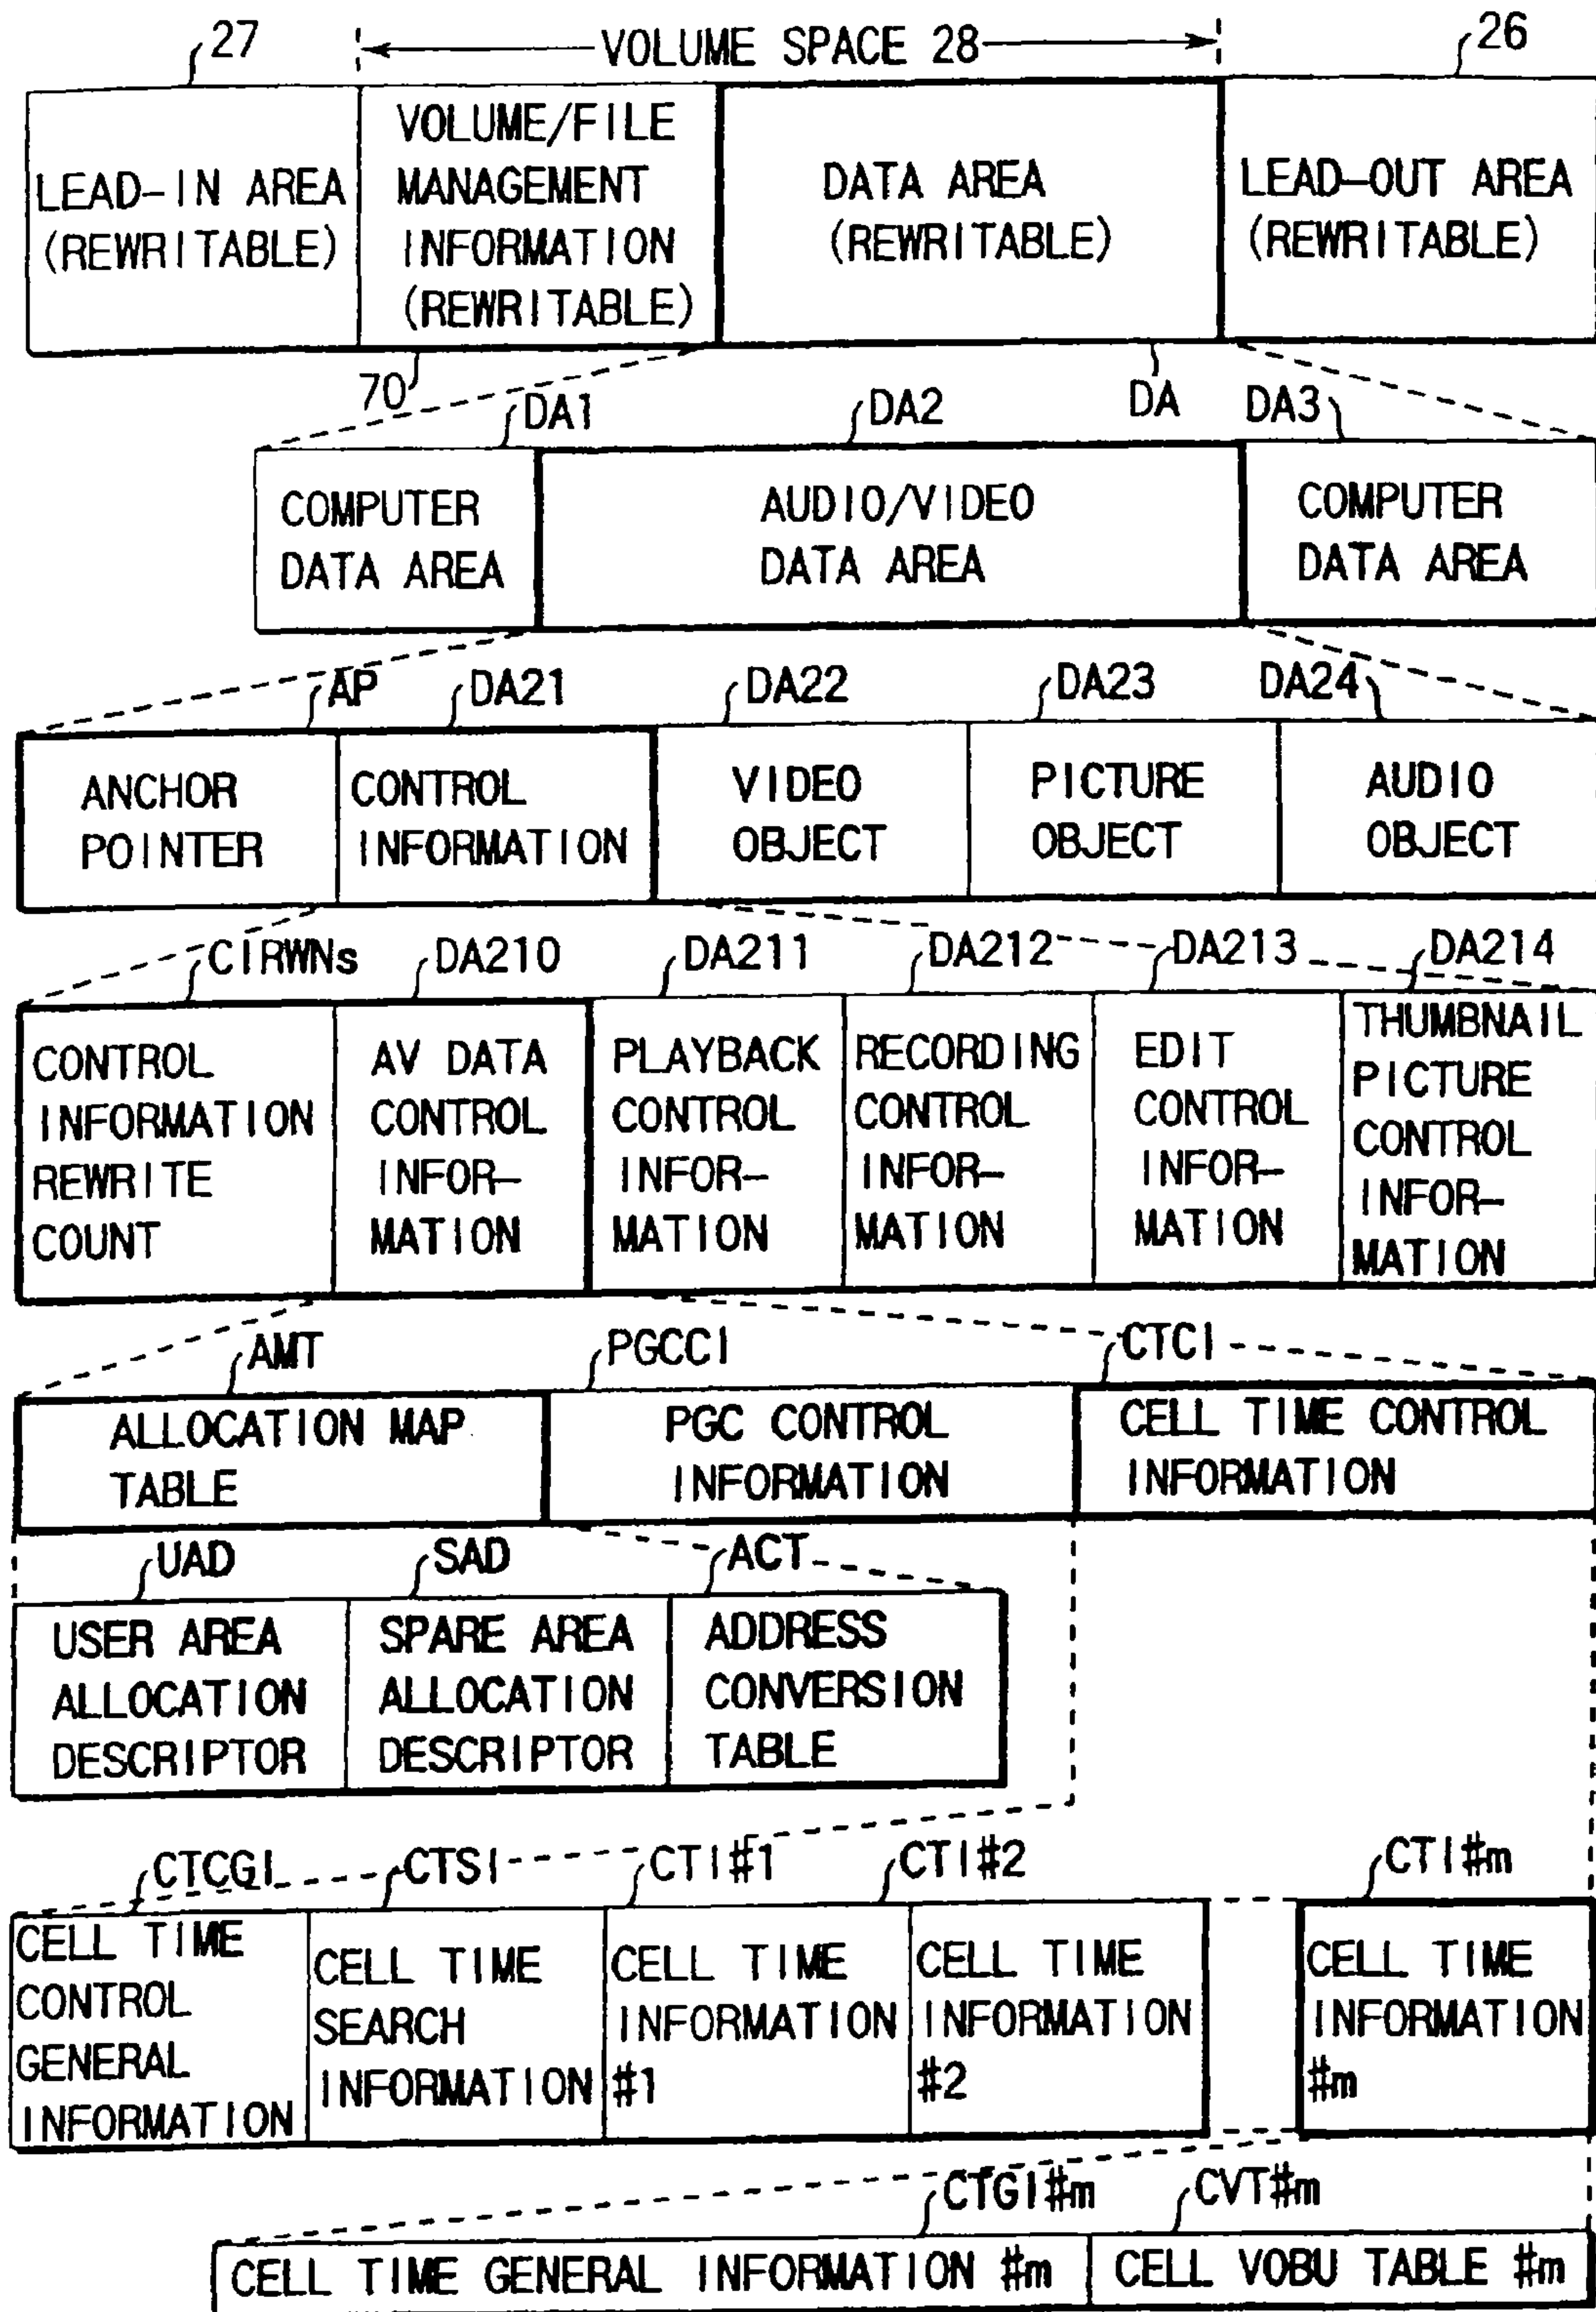 27
VOLUME SPACE 28
26
LEAD-IN AREA
(REWRITABLE)
VOLUME/FILE
MANAGEMENT
INFORMATION
(REWRITABLE)
DATA AREA
(REWRITABLE)
LEAD-OUT AREA
(REWRITABLE)
70
DA1
DA2
DA
DA3
COMPUTER
DATA AREA
AUDIO/VIDEO
DATA AREA
COMPUTER
DATA AREA
AP
DA21
DA22
DA23
DA24
ANCHOR
POINTER
CONTROL
INFORMATION
VIDEO
OBJECT
PICTURE
OBJECT
AUDIO
OBJECT
CIRWNs
DA210
DA211
DA212
DA213
DA214
CONTROL
INFORMATION
REWRITE
COUNT
AV DATA
CONTROL
INFOR-
MATION
PLAYBACK
CONTROL
INFOR-
MATION
RECORDING
CONTROL
INFOR-
MATION
EDIT
CONTROL
INFOR-
MATION
THUMBNAIL
PICTURE
CONTROL
INFOR-
MATION
AMT
PGCCI
CTCI
ALLOCATION MAP
TABLE
PGC CONTROL
INFORMATION
CELL TIME CONTROL
INFORMATION
UAD
SAD
ACT
USER AREA
ALLOCATION
DESCRIPTOR
SPARE AREA
ALLOCATION
DESCRIPTOR
ADDRESS
CONVERSION
TABLE
CTCGI
CTSI
CTI#1
CTI#2
CTI#m
CELL TIME
CONTROL
GENERAL
INFORMATION
CELL TIME
SEARCH
INFORMATION
CELL TIME
INFORMATION
#1
CELL TIME
INFORMATION
#2
CELL TIME
INFORMATION
#m
CTGI#m
CVT#m
CELL TIME GENERAL INFORMATION #m
CELL VOBU TABLE #m